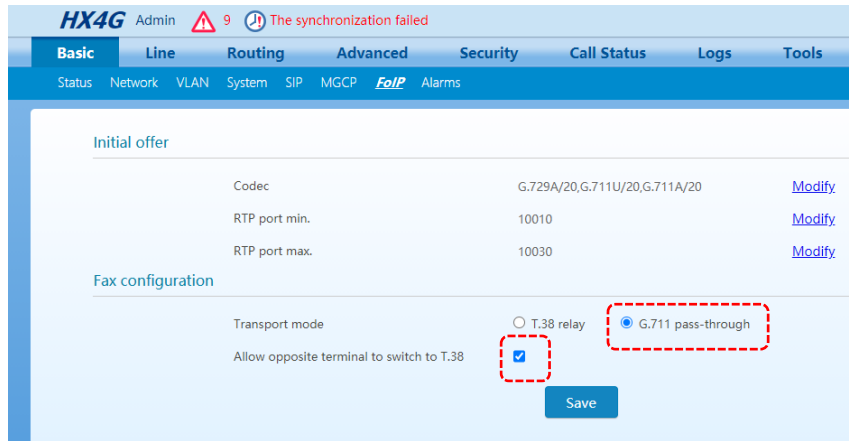 HX4G Admin 9 The synchronization failed
Basic Line Routing Advanced Security Call Status Logs Tools
Status Network VLAN System SIP MGCP FoIP Alarms
Initial offer
Codec G.729A/20,G.711U/20,G.711A/20 Modify
RTP port min. 10010 Modify
RTP port max. 10030 Modify
Fax configuration
Transport mode T.38 relay G.711 pass-through
Allow opposite terminal to switch to T.38
Save